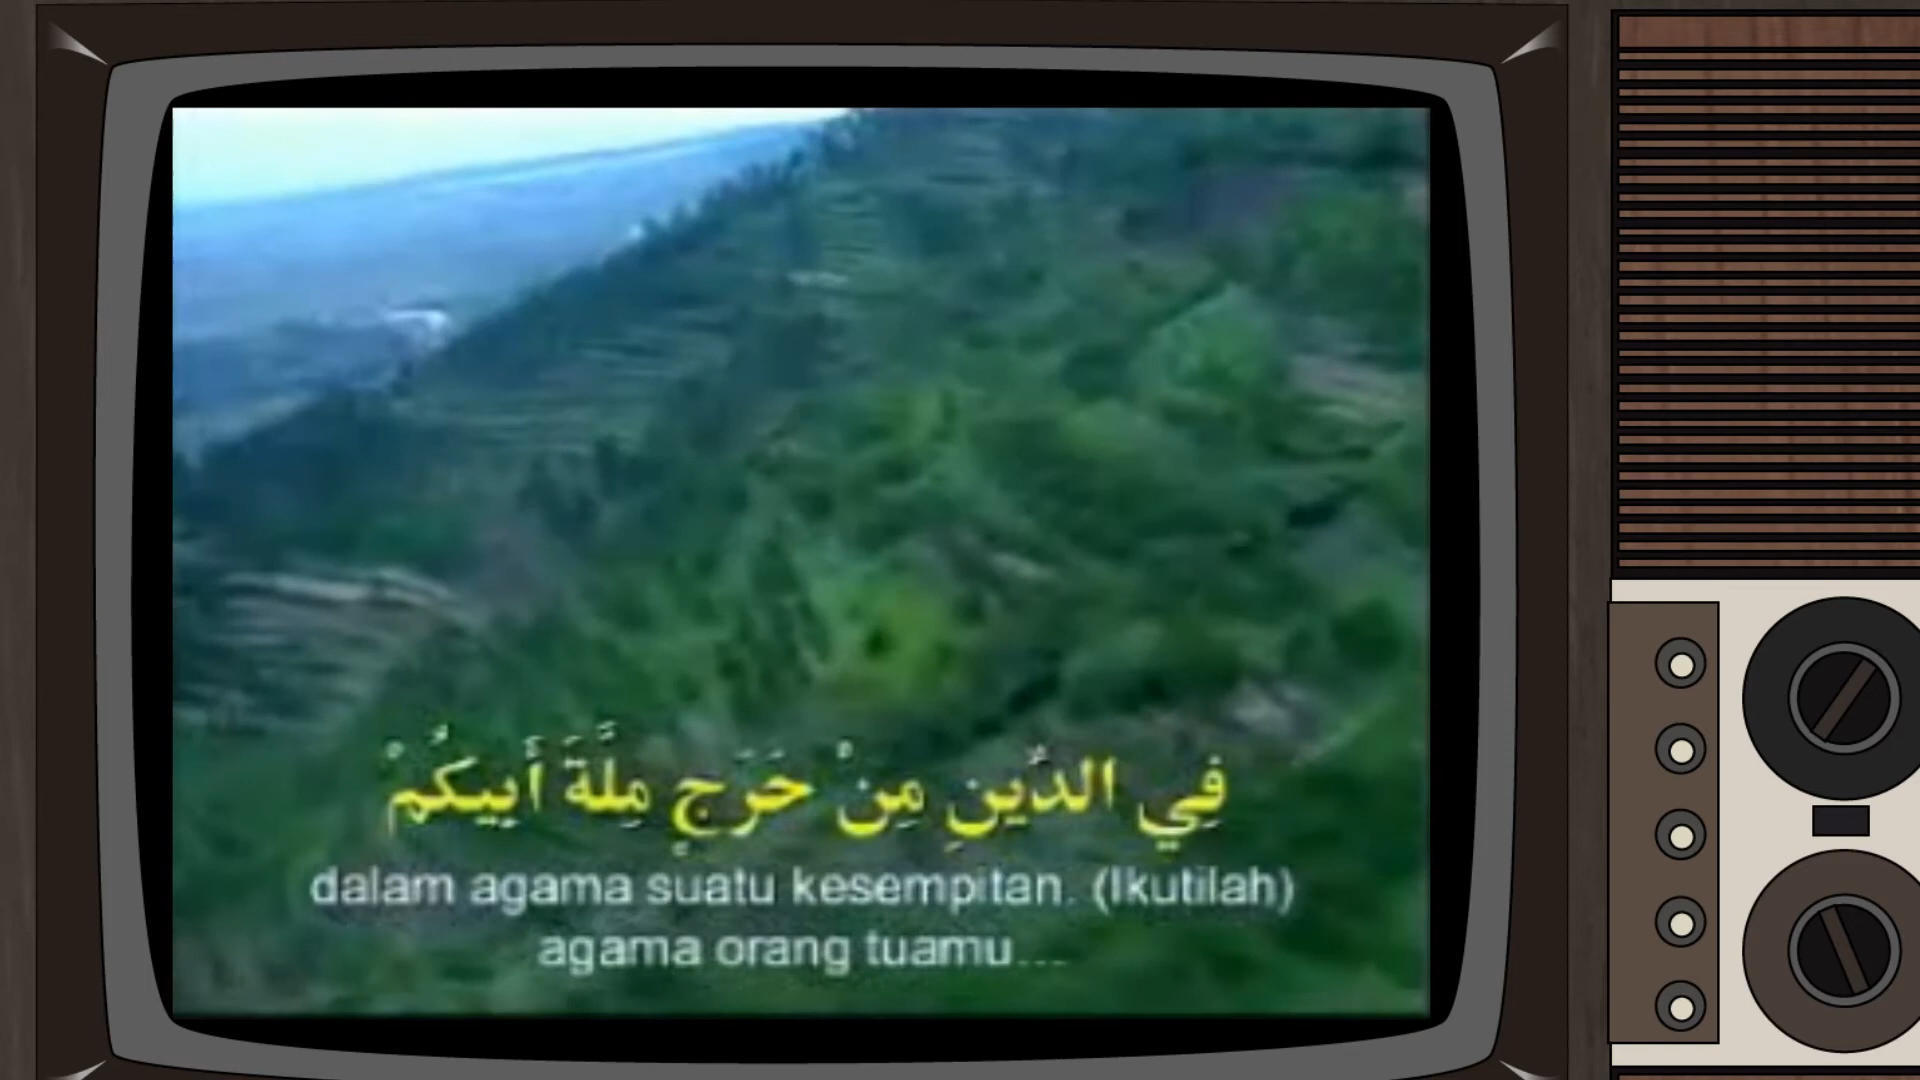 فِي الدِّينِ مِنْ حَرَجٍ مِلَّةَ أَبِيكُمْ
dalam agama suatu kesempitan. (Ikutilah)
agama orang tuamu...